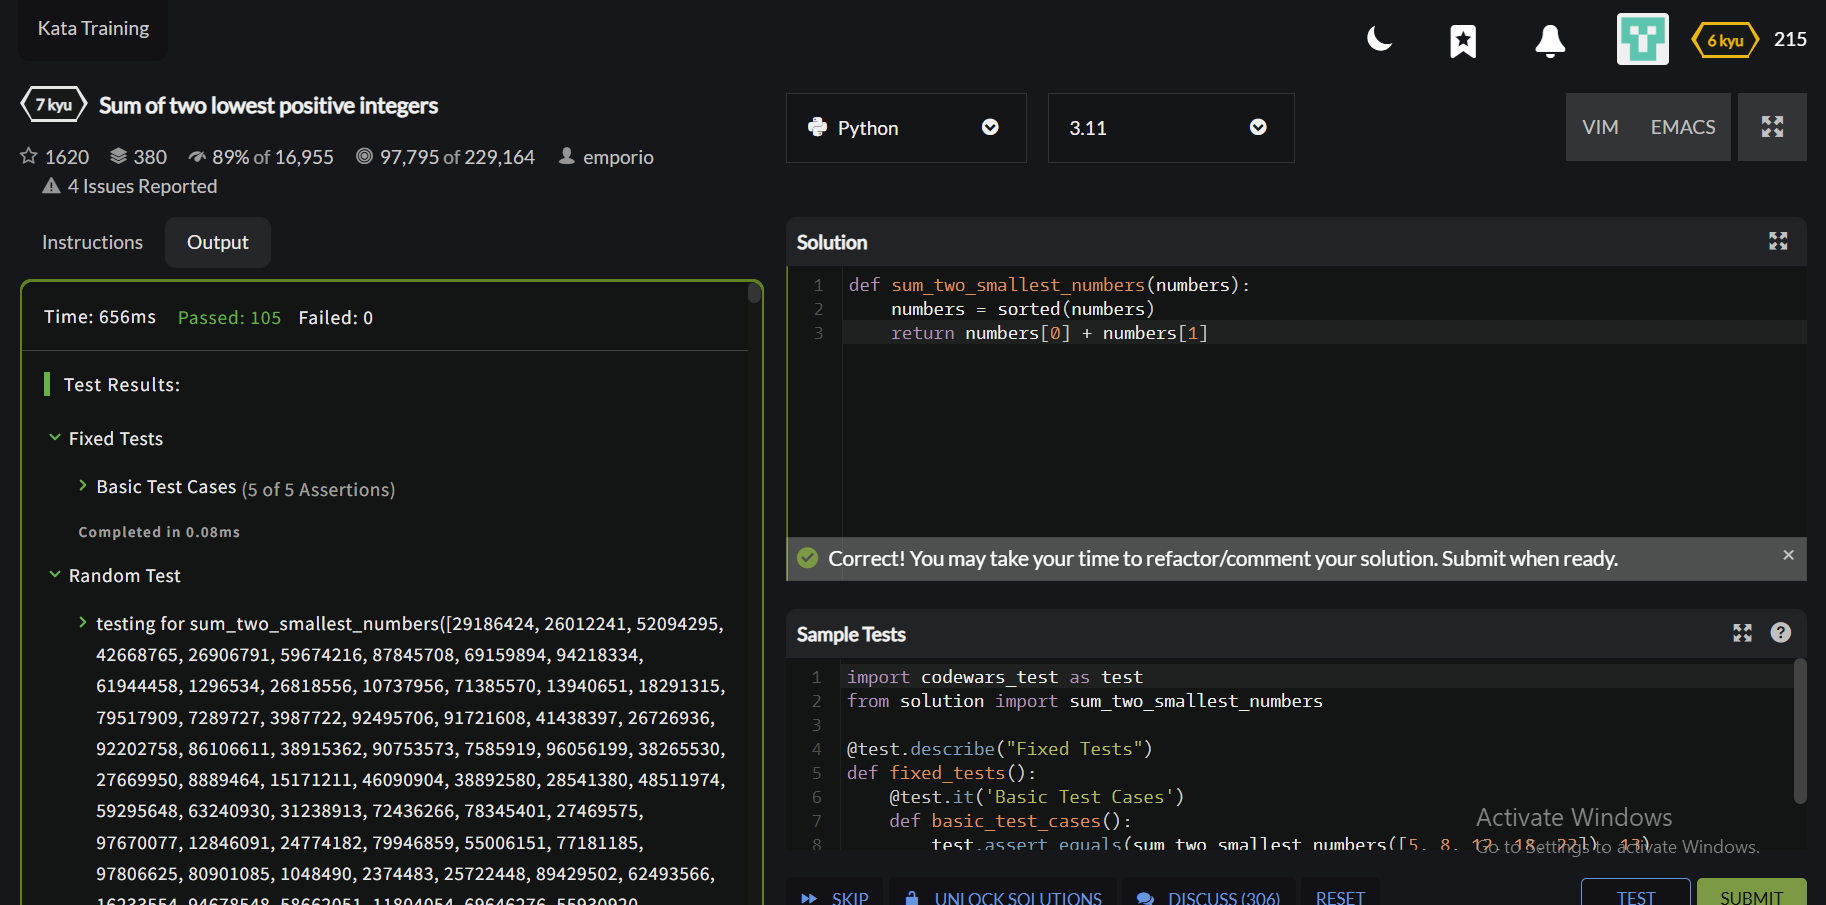 Kata Training
6 kyu 215
7 kyu Sum of two lowest positive integers
1620 380 89% of 16,955 97,795 of 229,164 emporio
4 Issues Reported
Python 3.11 VIM EMACS
Instructions Output
Time: 656ms Passed: 105 Failed: 0
Test Results:
Fixed Tests
Basic Test Cases (5 of 5 Assertions)
Completed in 0.08ms
Random Test
testing for sum_two_smallest_numbers([29186424, 26012241, 52094295,
42668765, 26906791, 59674216, 87845708, 69159894, 94218334,
61944458, 1296534, 26818556, 10737956, 71385570, 13940651, 18291315,
79517909, 7289727, 3987722, 92495706, 91721608, 41438397, 26726936,
92202758, 86106611, 38915362, 90753573, 7585919, 96056199, 38265530,
27669950, 8889464, 15171211, 46090904, 38892580, 28541380, 48511974,
59295648, 63240930, 31238913, 72436266, 78345401, 27469575,
97670077, 12846091, 24774182, 79946859, 55006151, 77181185,
97806625, 80901085, 1048490, 2374483, 25722448, 89429502, 62493566,
16233554, 94678548, 58662051, 11804054, 69646276, 55930920
Solution
1 def sum_two_smallest_numbers(numbers):
2 numbers = sorted(numbers)
3 return numbers[0] + numbers[1]
Correct! You may take your time to refactor/comment your solution. Submit when ready.
Sample Tests
1 import codewars_test as test
2 from solution import sum_two_smallest_numbers
3
4 @test.describe("Fixed Tests")
5 def fixed_tests():
6 @test.it('Basic Test Cases')
7 def basic_test_cases():
8 test.assert_equals(sum_two_smallest_numbers([5, 8, 12, 18, 22]), 13)
Activate Windows
Go to Settings to activate Windows.
SKIP UNLOCK SOLUTIONS DISCUSS (306) RESET TEST SUBMIT